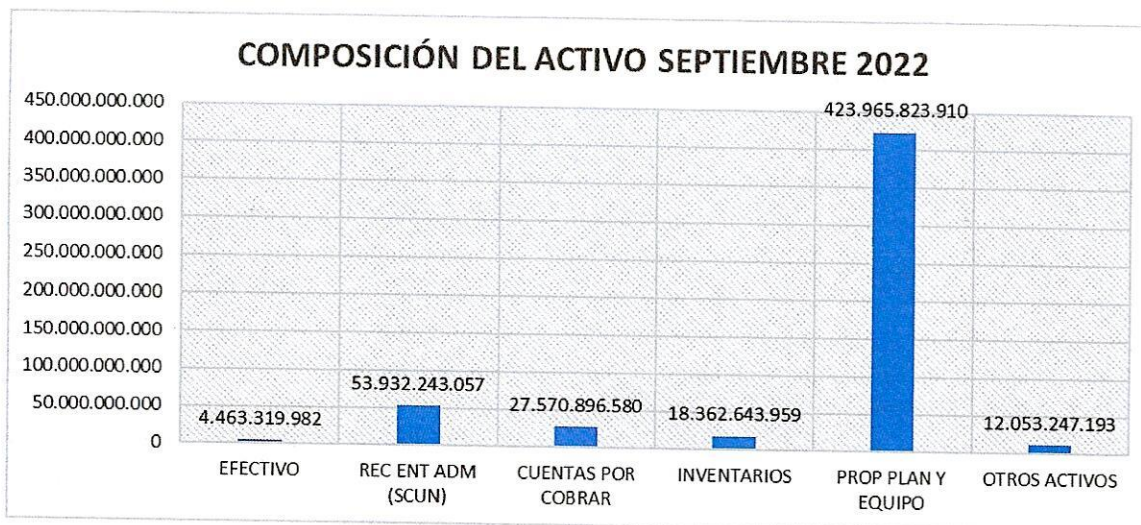 COMPOSICIÓN DEL ACTIVO SEPTIEMBRE 2022
450.000.000.000
400.000.000.000
350.000.000.000
300.000.000.000
250.000.000.000
200.000.000.000
150.000.000.000
100.000.000.000
50.000.000.000
0
4.463.319.982
53.932.243.057
27.570.896.580
18.362.643.959
423.965.823.910
12.053.247.193
EFECTIVO
REC ENT ADM
(SCUN)
CUENTAS POR
COBRAR
INVENTARIOS
PROP PLAN Y
EQUIPO
OTROS ACTIVOS